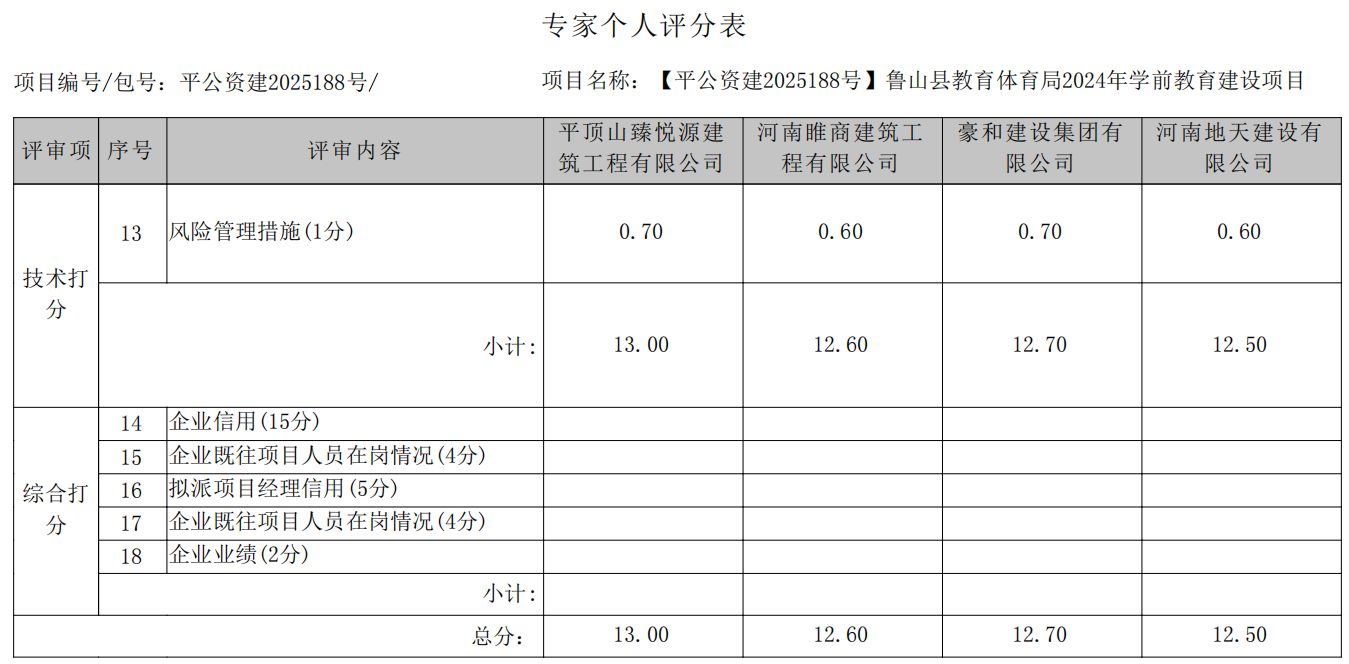 专家个人评分表
项目编号/包号：平公资建2025188号/ 项目名称：【平公资建2025188号】鲁山县教育体育局2024年学前教育建设项目
评审项 序号 评审内容 平顶山臻悦源建筑工程有限公司 河南睢商建筑工程有限公司 豪和建设集团有限公司 河南地天建设有限公司
技术打分
13 风险管理措施(1分) 0.70 0.60 0.70 0.60
小计: 13.00 12.60 12.70 12.50
综合打分
14 企业信用(15分)
15 企业既往项目人员在岗情况(4分)
16 拟派项目经理信用(5分)
17 企业既往项目人员在岗情况(4分)
18 企业业绩(2分)
小计:
总分: 13.00 12.60 12.70 12.50